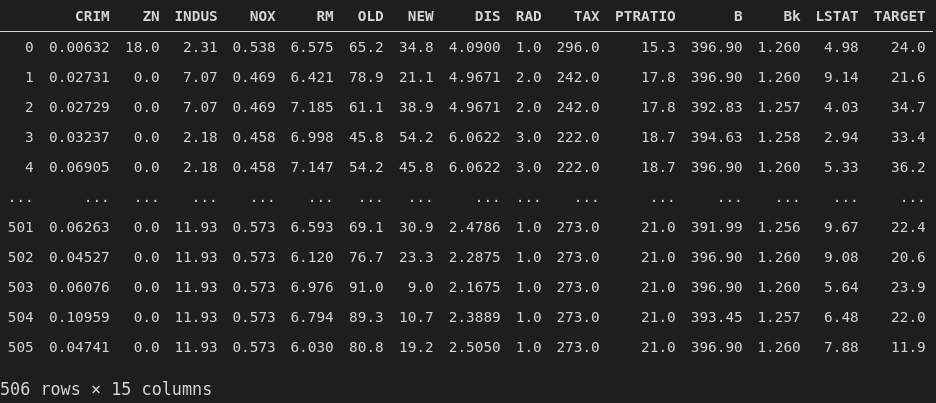 CRIM ZN INDUS NOX RM OLD NEW DIS RAD TAX PTRATIO B Bk LSTAT TARGET
0 0.00632 18.0 2.31 0.538 6.575 65.2 34.8 4.0900 1.0 296.0 15.3 396.90 1.260 4.98 24.0
1 0.02731 0.0 7.07 0.469 6.421 78.9 21.1 4.9671 2.0 242.0 17.8 396.90 1.260 9.14 21.6
2 0.02729 0.0 7.07 0.469 7.185 61.1 38.9 4.9671 2.0 242.0 17.8 392.83 1.257 4.03 34.7
3 0.03237 0.0 2.18 0.458 6.998 45.8 54.2 6.0622 3.0 222.0 18.7 394.63 1.258 2.94 33.4
4 0.06905 0.0 2.18 0.458 7.147 54.2 45.8 6.0622 3.0 222.0 18.7 396.90 1.260 5.33 36.2
... ... ... ... ... ... ... ... ... ... ... ... ... ... ... ...
501 0.06263 0.0 11.93 0.573 6.593 69.1 30.9 2.4786 1.0 273.0 21.0 391.99 1.256 9.67 22.4
502 0.04527 0.0 11.93 0.573 6.120 76.7 23.3 2.2875 1.0 273.0 21.0 396.90 1.260 9.08 20.6
503 0.06076 0.0 11.93 0.573 6.976 91.0 9.0 2.1675 1.0 273.0 21.0 396.90 1.260 5.64 23.9
504 0.10959 0.0 11.93 0.573 6.794 89.3 10.7 2.3889 1.0 273.0 21.0 393.45 1.257 6.48 22.0
505 0.04741 0.0 11.93 0.573 6.030 80.8 19.2 2.5050 1.0 273.0 21.0 396.90 1.260 7.88 11.9
506 rows × 15 columns